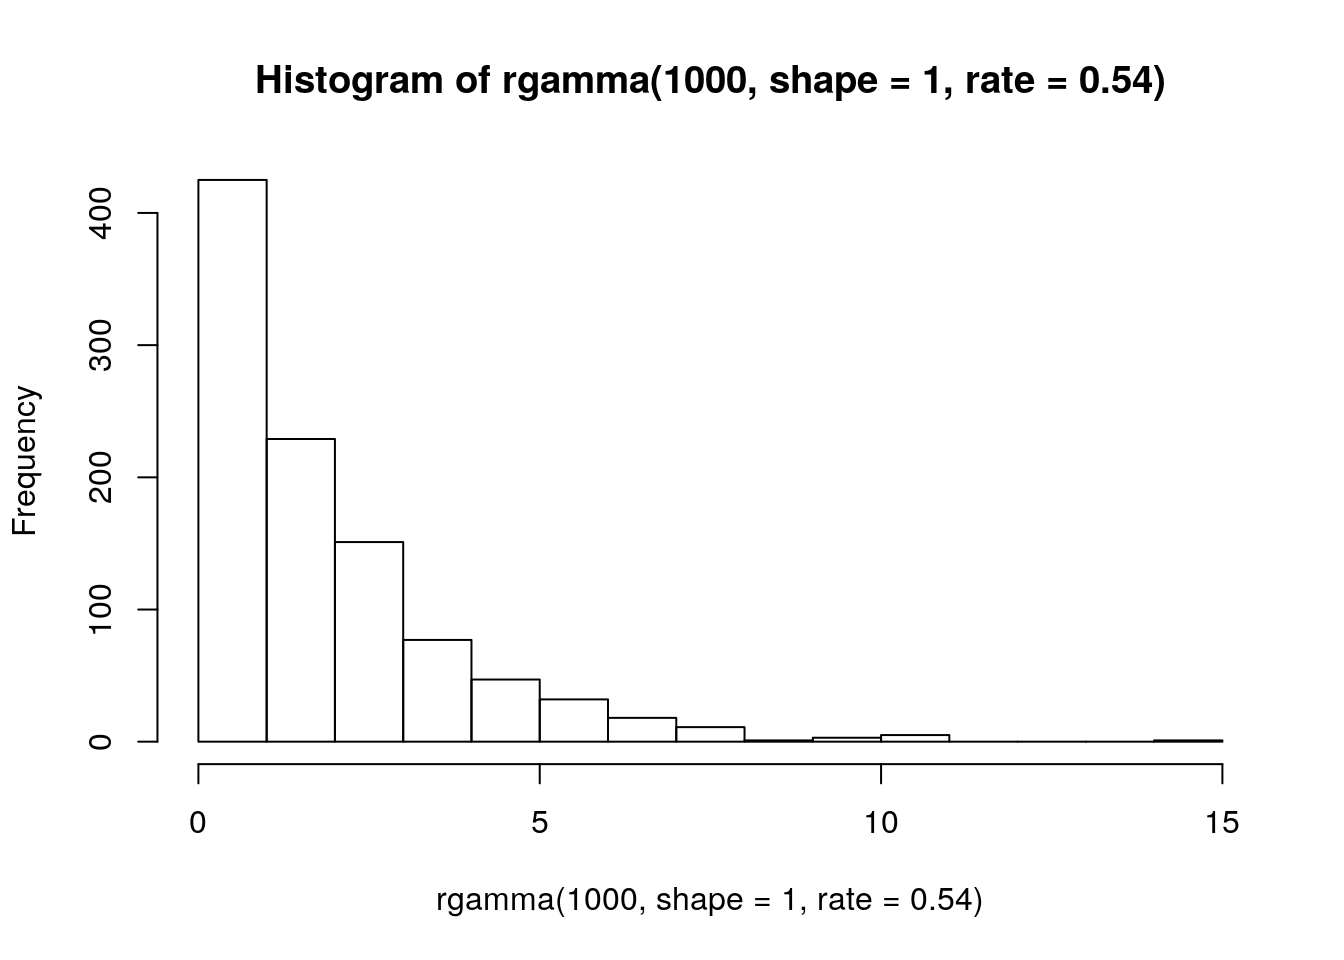 Histogram of rgamma(1000, shape = 1, rate = 0.54)
Frequency
400
300
200
100
0
0 5 10 15
rgamma(1000, shape = 1, rate = 0.54)